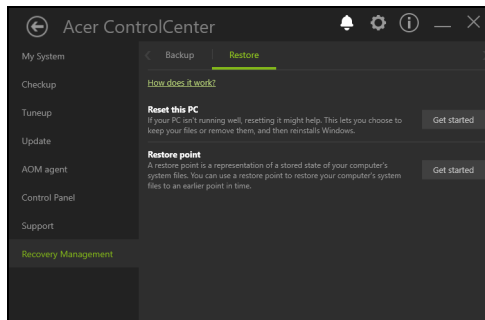 Acer ControlCenter
My System
Backup
Restore
Checkup
How does it work?
Tuneup
Reset this PC
If your PC isn't running well, resetting it might help. This lets you choose to
keep your files or remove them, and then reinstalls Windows.
Get started
Update
Restore point
A restore point is a representation of a stored state of your computer's
system files. You can use a restore point to restore your computer's system
files to an earlier point in time.
Get started
AOM agent
Control Panel
Support
Recovery Management